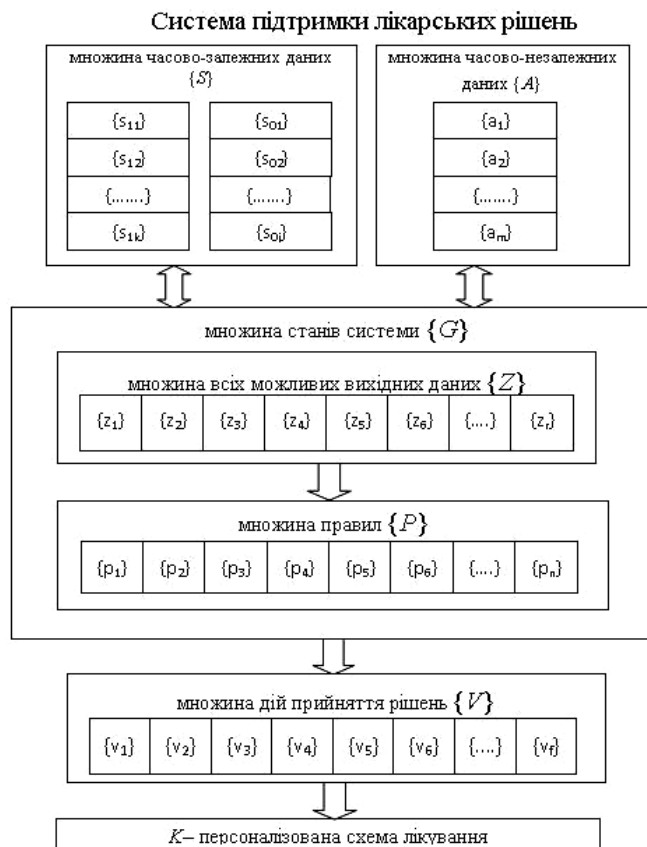 Система підтримки лікарських рішень
множина часово-залежних даних
{S}
{s11} {s01}
{s12} {s02}
{.......} {.......}
{s1k} {s0j}
множина часово-незалежних
даних {A}
{a1}
{a2}
{.......}
{am}
множина станів системи {G}
множина всіх можливих вихідних даних {Z}
{z1} {z2} {z3} {z4} {z5} {z6} {....} {zr}
множина правил {P}
{p1} {p2} {p3} {p4} {p5} {p6} {....} {pn}
множина дій прийняття рішень {V}
{v1} {v2} {v3} {v4} {v5} {v6} {....} {vf}
K– персоналізована схема лікування